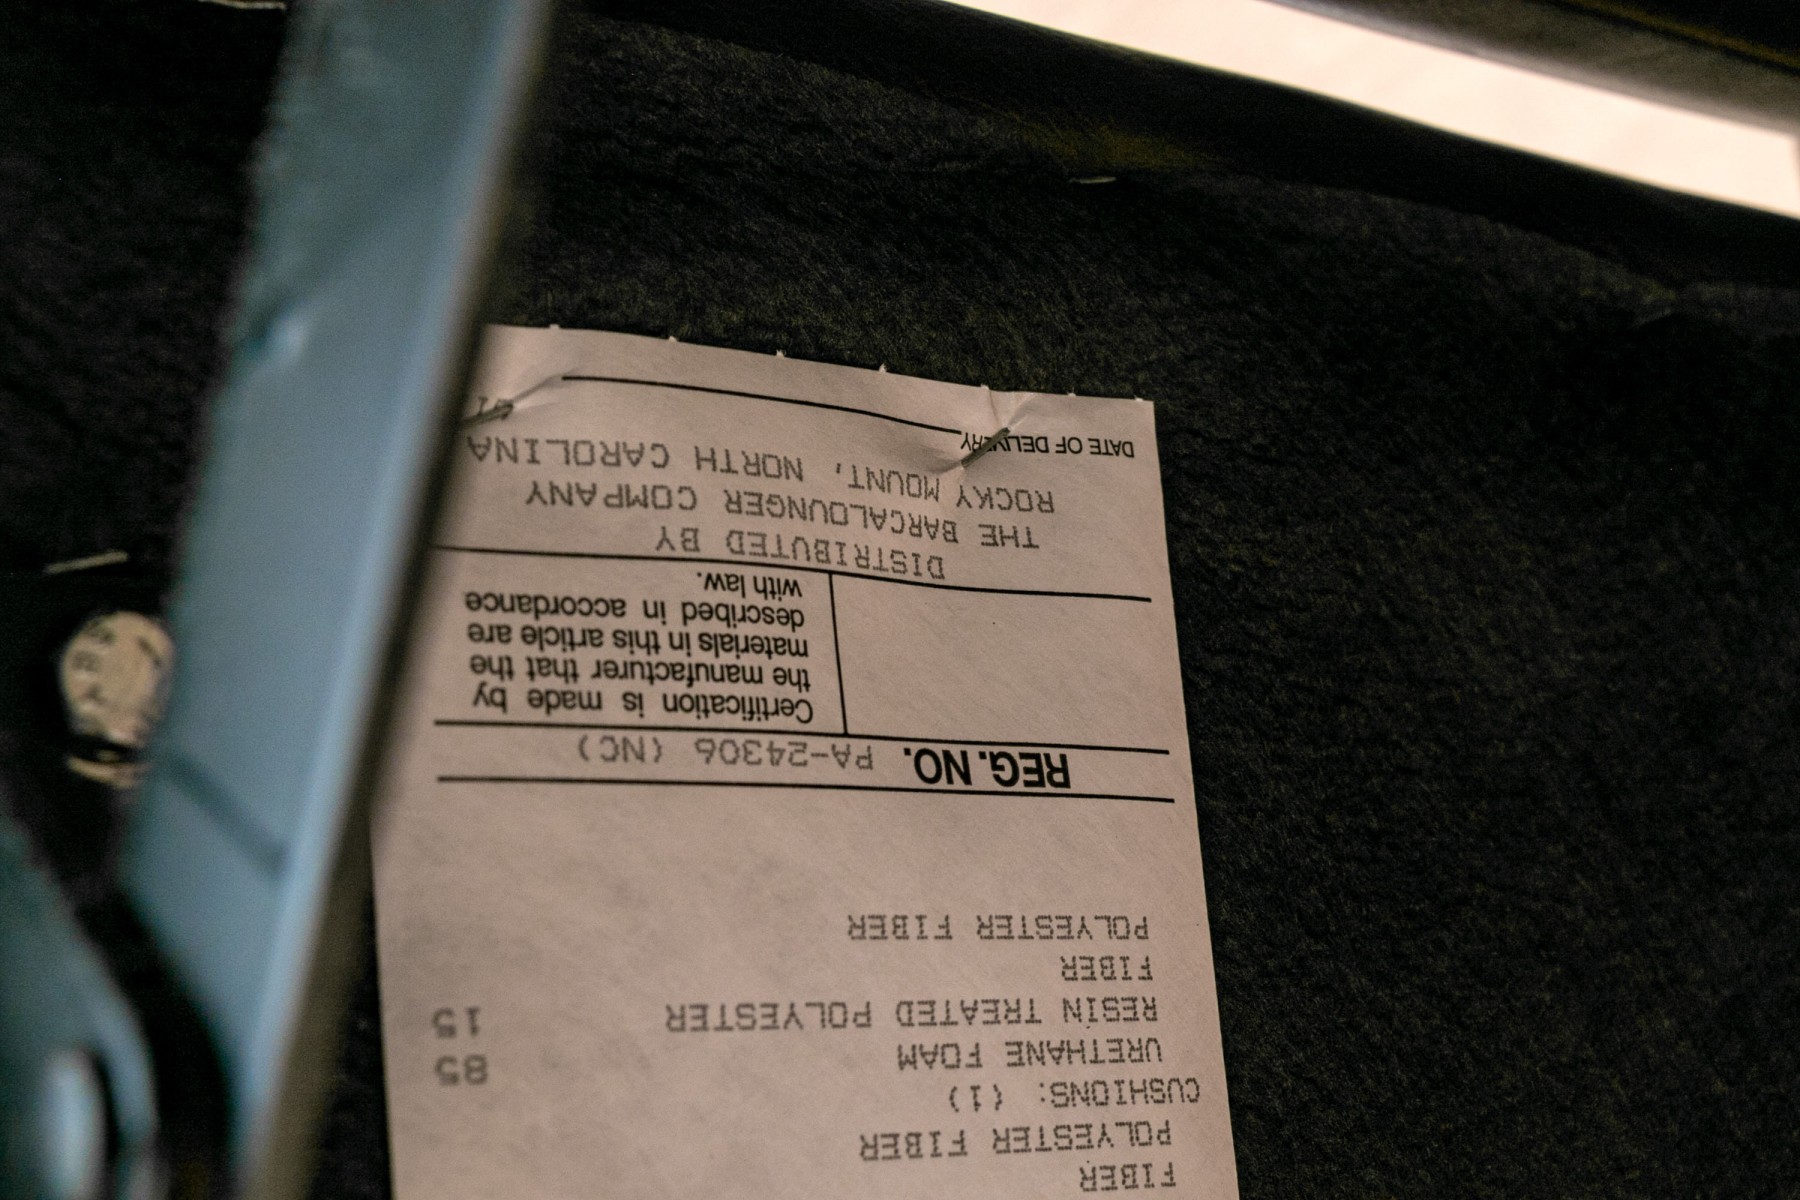 FIBER
POLYESTER FIBER
CUSHIONS: (1)
URETHANE FOAM 85
RESIN TREATED POLYESTER 15
FIBER
POLYESTER FIBER
REG. NO. PA-24306 (NC)
Certification is made by
the manufacturer that the
materials in this article are
described in accordance
with law.
DISTRIBUTED BY
THE BARCALOUNGER COMPANY
ROCKY MOUNT, NORTH CAROLINA
DATE OF DELIVERY